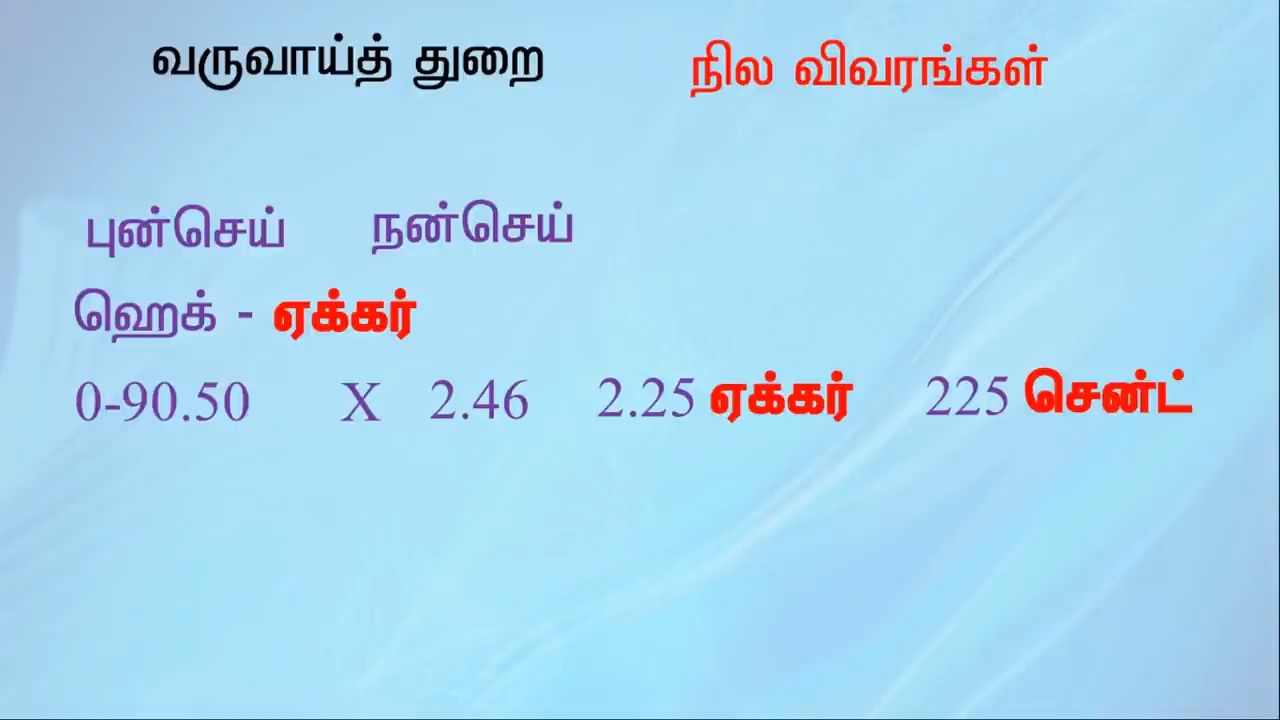 வருவாய்த் துறை நில விவரங்கள்
புன்செய் நன்செய்
ஹெக் - ஏக்கர்
0-90.50 X 2.46 2.25 ஏக்கர் 225 சென்ட்